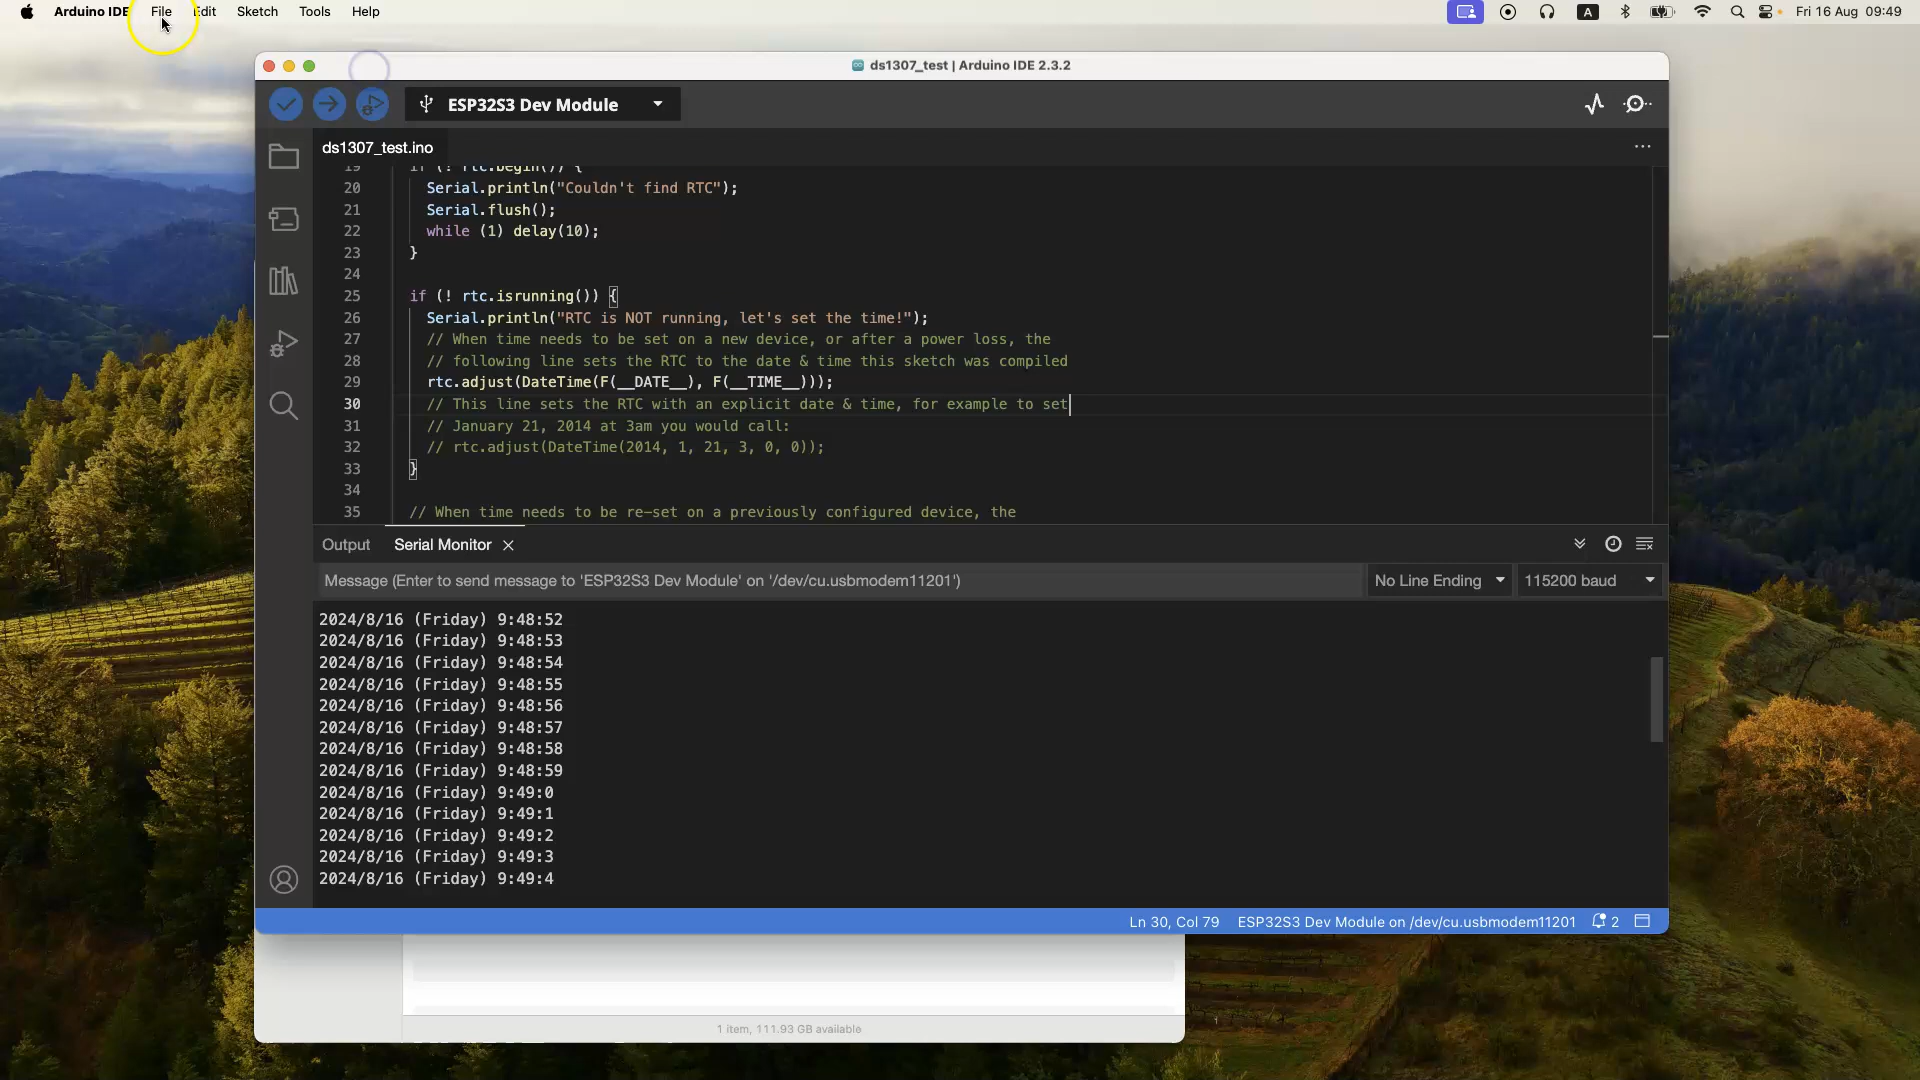 Arduino IDE File Edit Sketch Tools Help A Fri 16 Aug 09:49
ds1307_test | Arduino IDE 2.3.2
ESP32S3 Dev Module
ds1307_test.ino
19 if (! rtc.begin()) {
20 Serial.println("Couldn't find RTC");
21 Serial.flush();
22 while (1) delay(10);
23 }
24
25 if (! rtc.isrunning()) {
26 Serial.println("RTC is NOT running, let's set the time!");
27 // When time needs to be set on a new device, or after a power loss, the
28 // following line sets the RTC to the date & time this sketch was compiled
29 rtc.adjust(DateTime(F(__DATE__), F(__TIME__)));
30 // This line sets the RTC with an explicit date & time, for example to set
31 // January 21, 2014 at 3am you would call:
32 // rtc.adjust(DateTime(2014, 1, 21, 3, 0, 0));
33 }
34
35 // When time needs to be re-set on a previously configured device, the
Output Serial Monitor
Message (Enter to send message to 'ESP32S3 Dev Module' on '/dev/cu.usbmodem11201') No Line Ending 115200 baud
2024/8/16 (Friday) 9:48:52
2024/8/16 (Friday) 9:48:53
2024/8/16 (Friday) 9:48:54
2024/8/16 (Friday) 9:48:55
2024/8/16 (Friday) 9:48:56
2024/8/16 (Friday) 9:48:57
2024/8/16 (Friday) 9:48:58
2024/8/16 (Friday) 9:48:59
2024/8/16 (Friday) 9:49:0
2024/8/16 (Friday) 9:49:1
2024/8/16 (Friday) 9:49:2
2024/8/16 (Friday) 9:49:3
2024/8/16 (Friday) 9:49:4
Ln 30, Col 79 ESP32S3 Dev Module on /dev/cu.usbmodem11201 2
1 item, 111.93 GB available